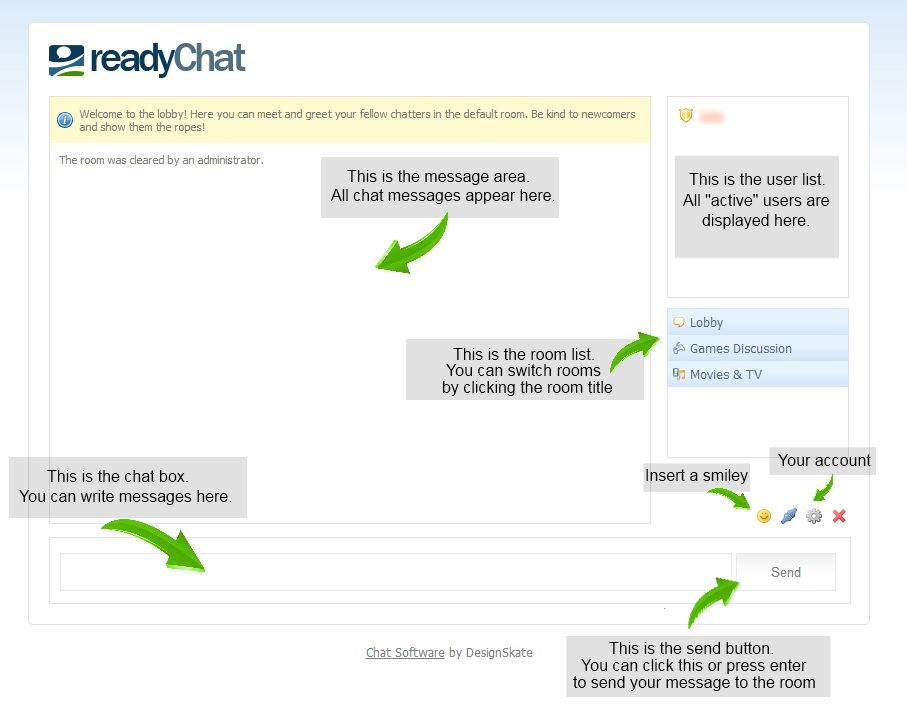 readyChat
Welcome to the lobby! Here you can meet and greet your fellow chatters in the default room. Be kind to newcomers
and show them the ropes!
The room was cleared by an administrator.
This is the message area.
All chat messages appear here.
This is the user list.
All "active" users are
displayed here.
Lobby
Games Discussion
Movies & TV
This is the room list.
You can switch rooms
by clicking the room title
This is the chat box.
You can write messages here.
Insert a smiley
Your account
Send
This is the send button.
You can click this or press enter
to send your message to the room
Chat Software by DesignSkate